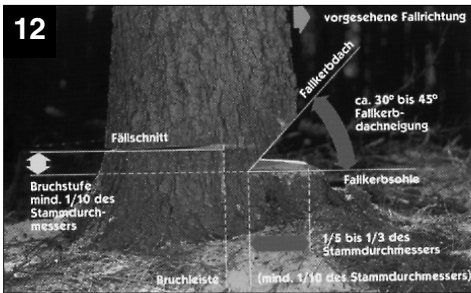 12
vorgesehene Fallrichtung
Fallkerbdach
ca. 30° bis 45°
Fallkerb-
dachneigung
Fällschnitt
Bruchstufe
mind. 1/10 des
Stammdurch-
messers
Fallkerbsohle
1/5 bis 1/3 des
Stammdurchmessers
Bruchleiste
(mind. 1/10 des Stammdurchmessers)